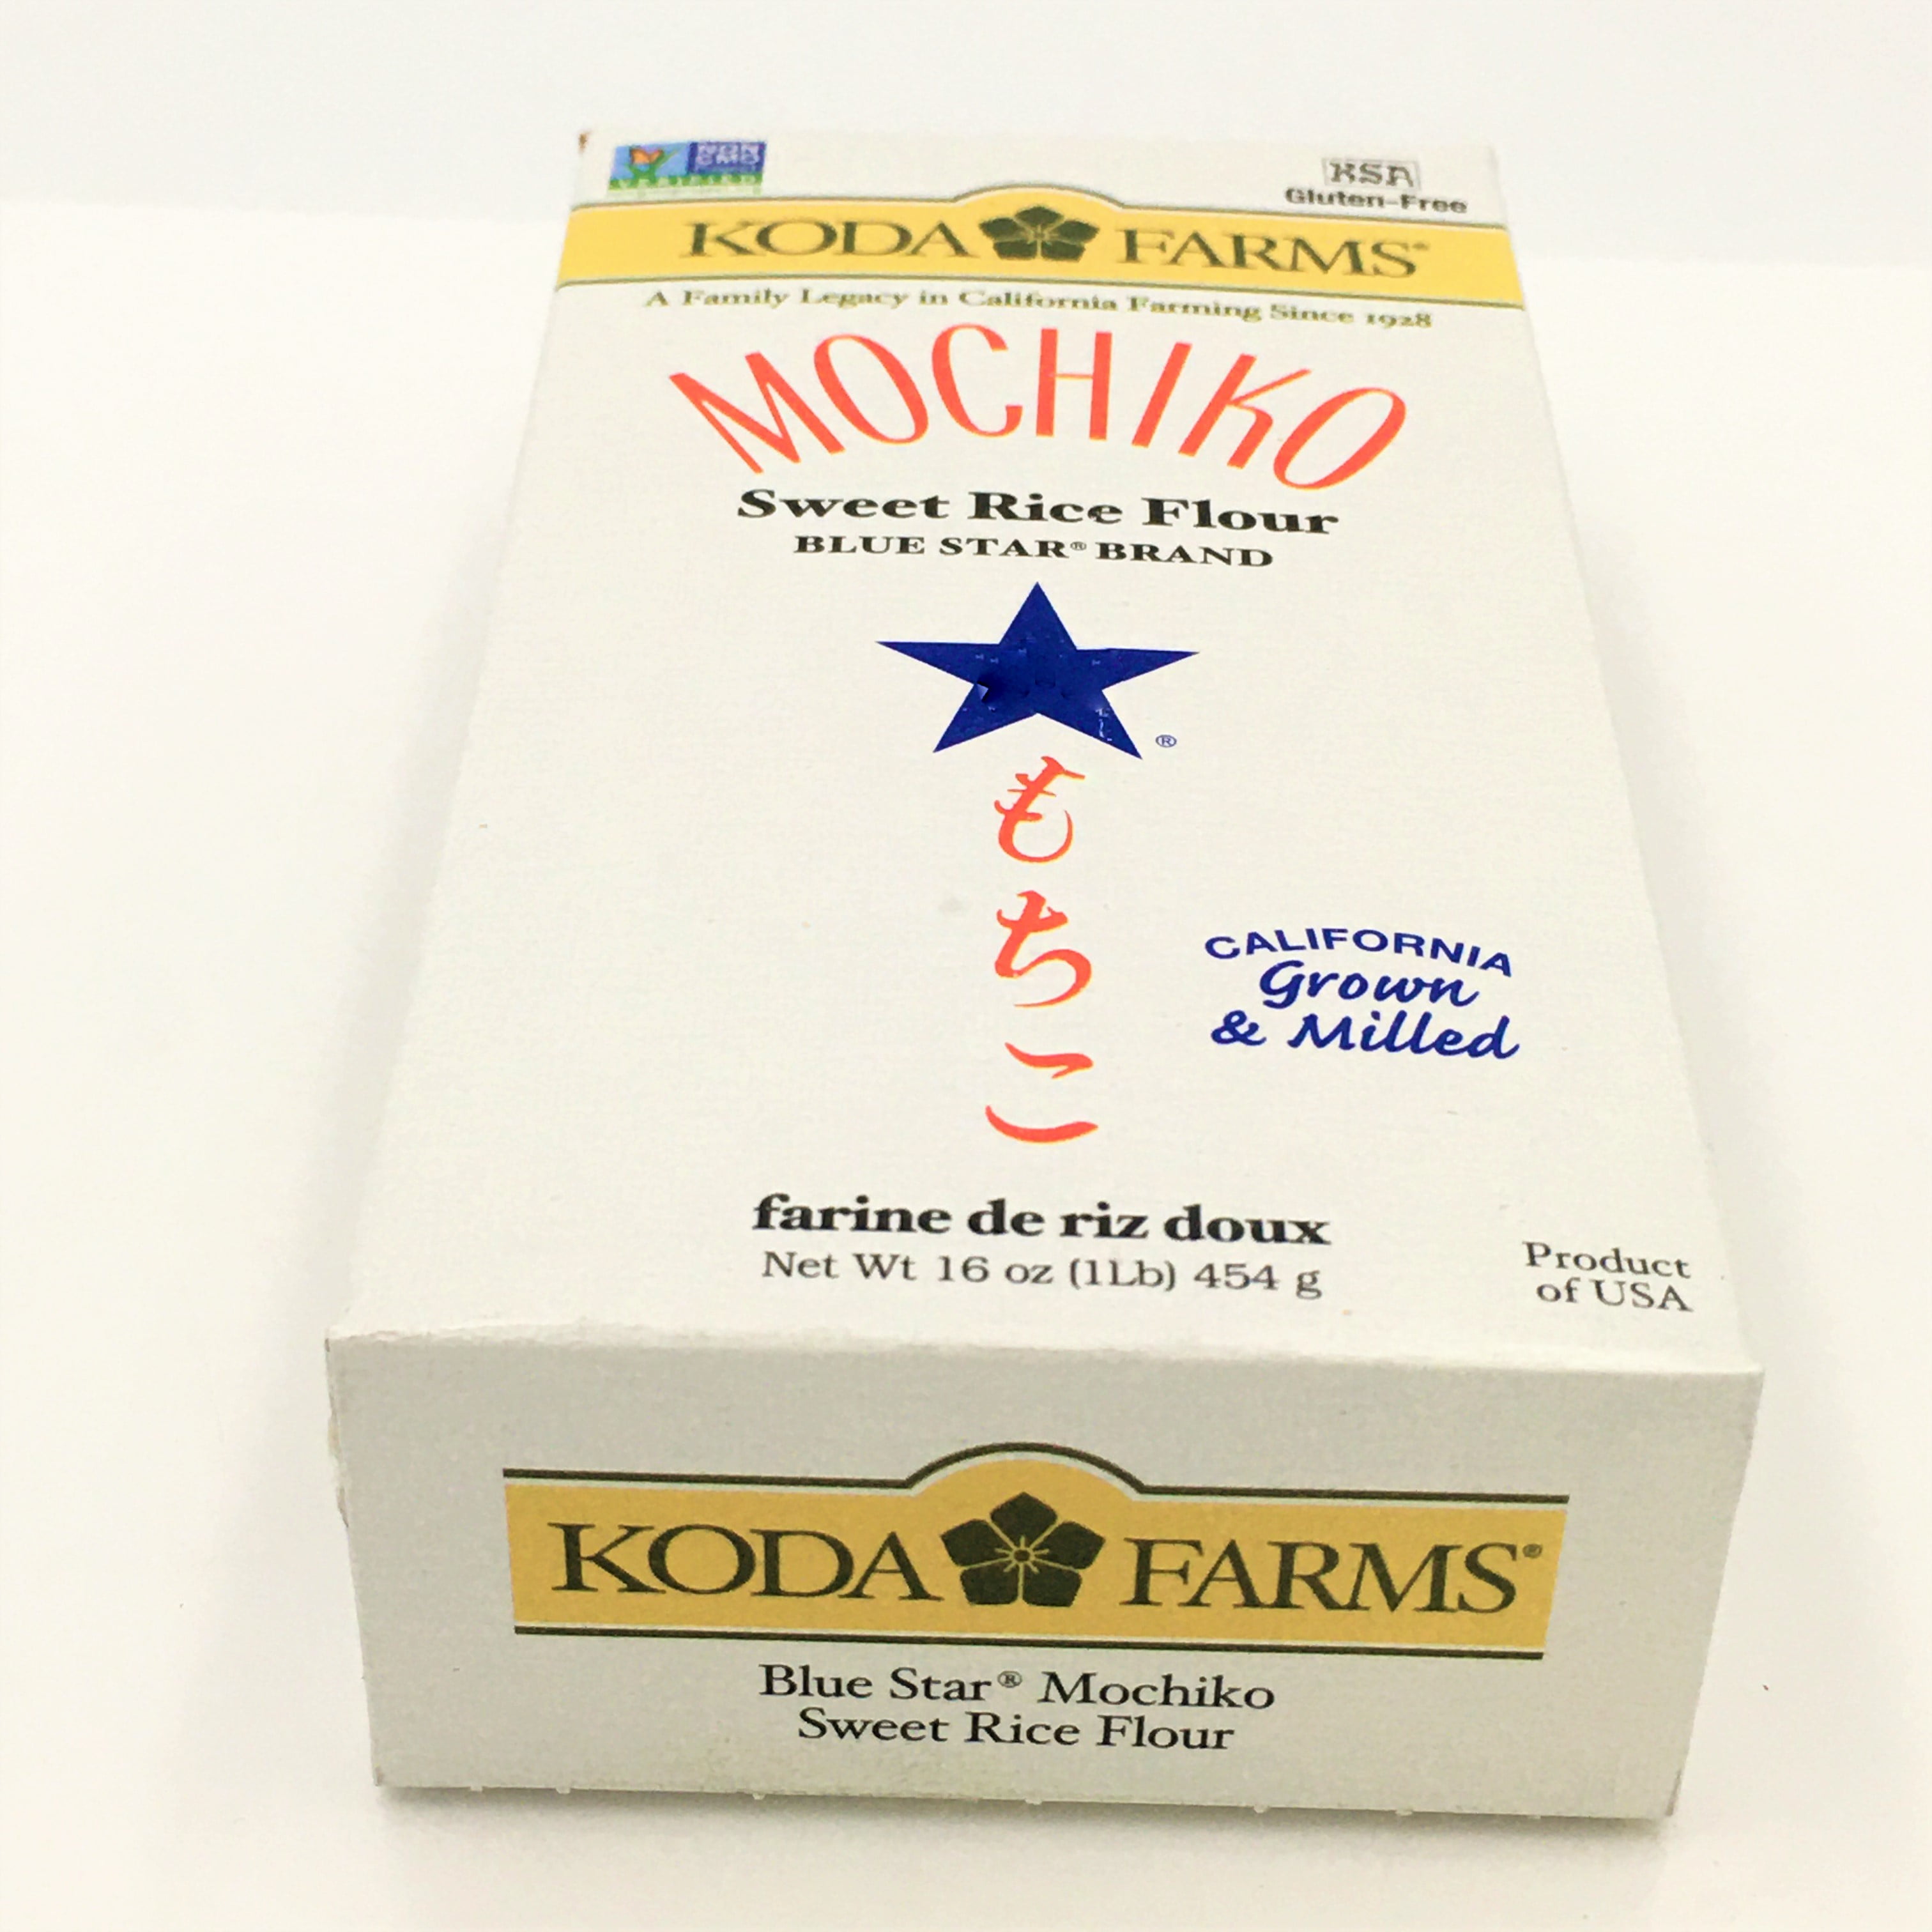 NON
GMO
VERIFIED
KSA
Gluten-Free
KODA FARMS®
A Family Legacy in California Farming Since 1928
MOCHIKO
Sweet Rice Flour
BLUE STAR® BRAND
®
もちこ
CALIFORNIA
Grown
& Milled
farine de riz doux
Net Wt 16 oz (1Lb) 454 g
Product
of USA
KODA FARMS®
Blue Star® Mochiko
Sweet Rice Flour